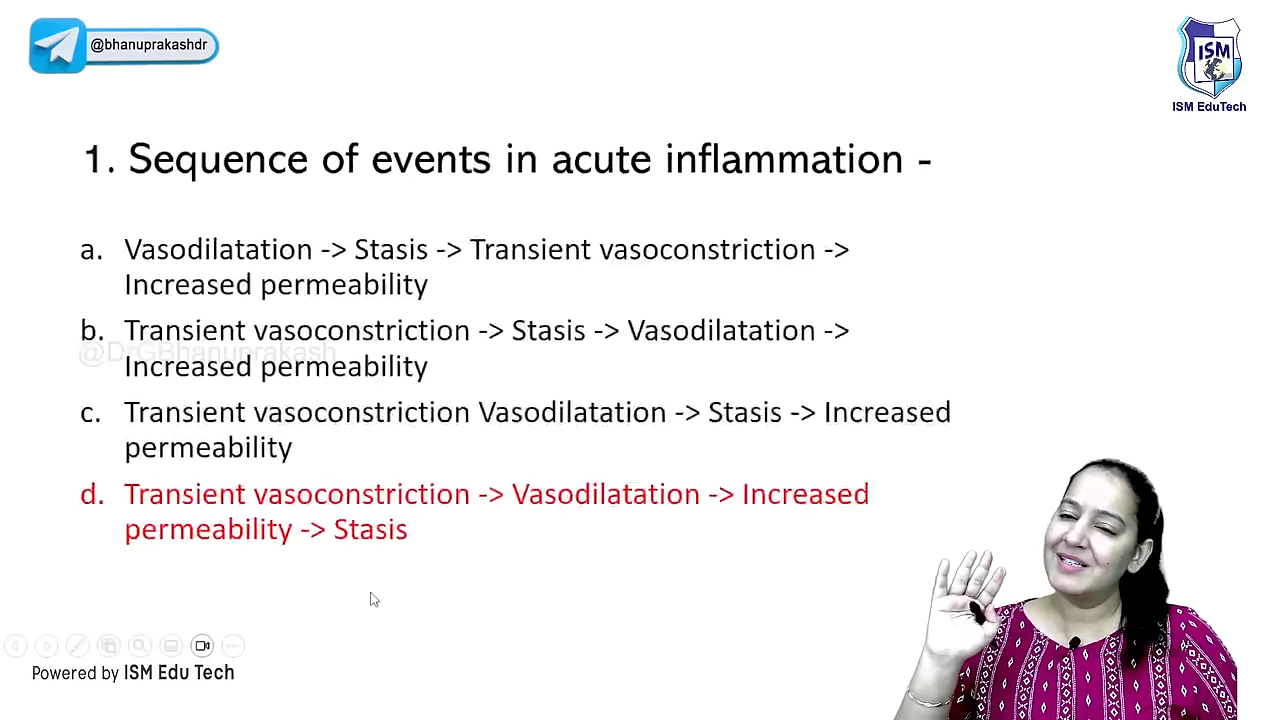 @bhanuprakashdr
ISM
ISM EduTech
1. Sequence of events in acute inflammation -
a. Vasodilatation -> Stasis -> Transient vasoconstriction ->
Increased permeability
b. Transient vasoconstriction -> Stasis -> Vasodilatation ->
@DrGBhanuprakash
Increased permeability
c. Transient vasoconstriction Vasodilatation -> Stasis -> Increased
permeability
d. Transient vasoconstriction -> Vasodilatation -> Increased
permeability -> Stasis
Powered by ISM Edu Tech